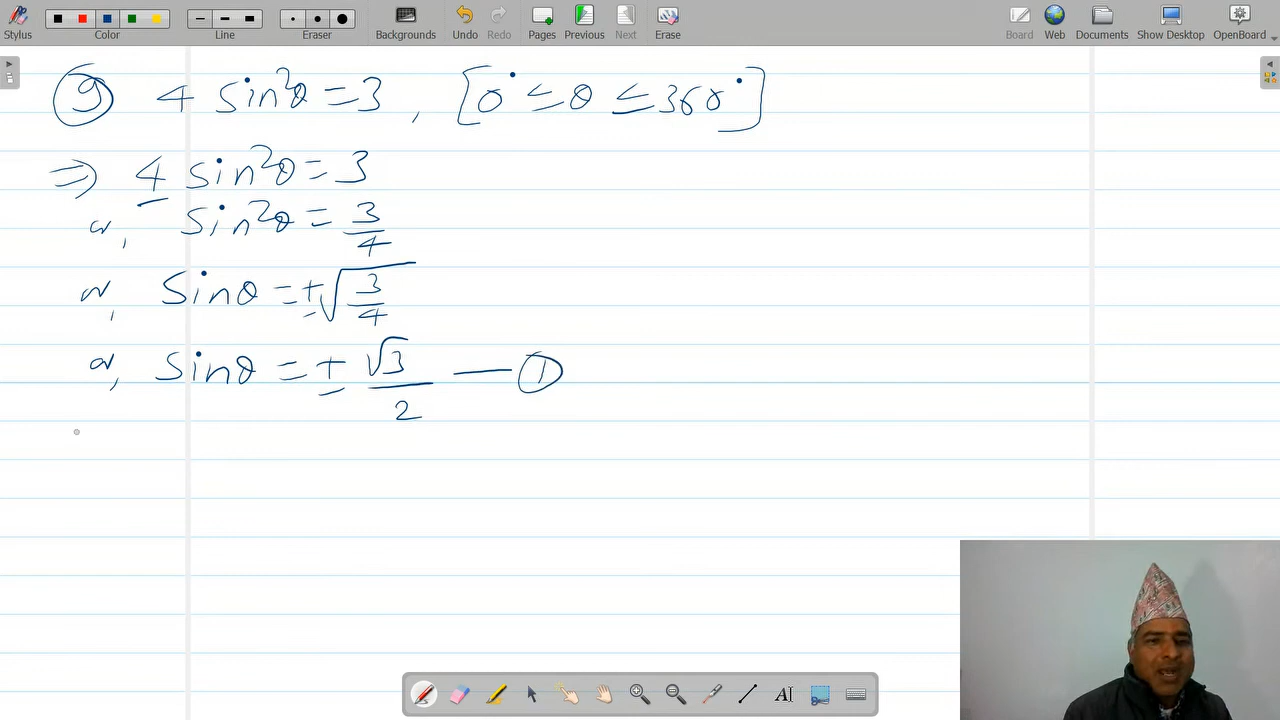 Stylus Color Line Eraser Backgrounds Undo Redo Pages Previous Next Erase Board Web Documents Show Desktop OpenBoard
⑨ 4 sin²θ = 3 , [0° ≤ θ ≤ 360°]
⇒ 4 sin²θ = 3
or, sin²θ = 3/4
or, Sinθ = ±√(3/4)
or, Sinθ = ± √3/2 — ①
AI